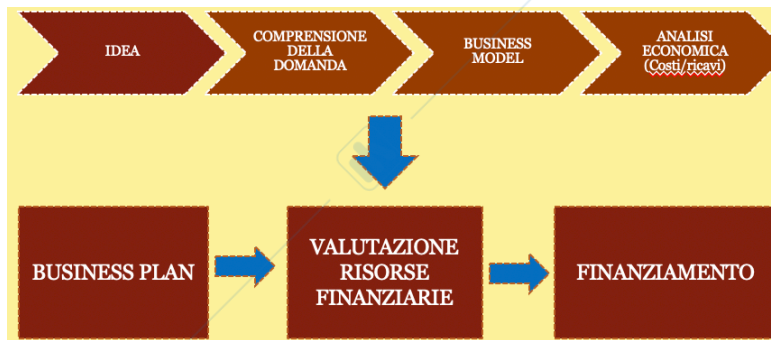 IDEA
COMPRENSIONE
DELLA
DOMANDA
BUSINESS
MODEL
ANALISI
ECONOMICA
(Costi/ricavi)
BUSINESS PLAN
VALUTAZIONE
RISORSE
FINANZIARIE
FINANZIAMENTO